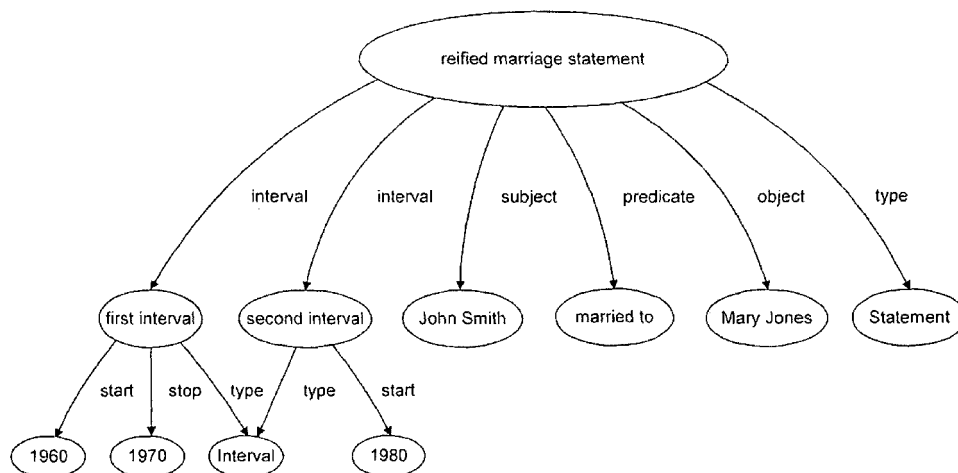 reified marriage statement
interval interval subject predicate object type
first interval second interval John Smith married to Mary Jones Statement
start stop type type start
1960 1970 Interval 1980